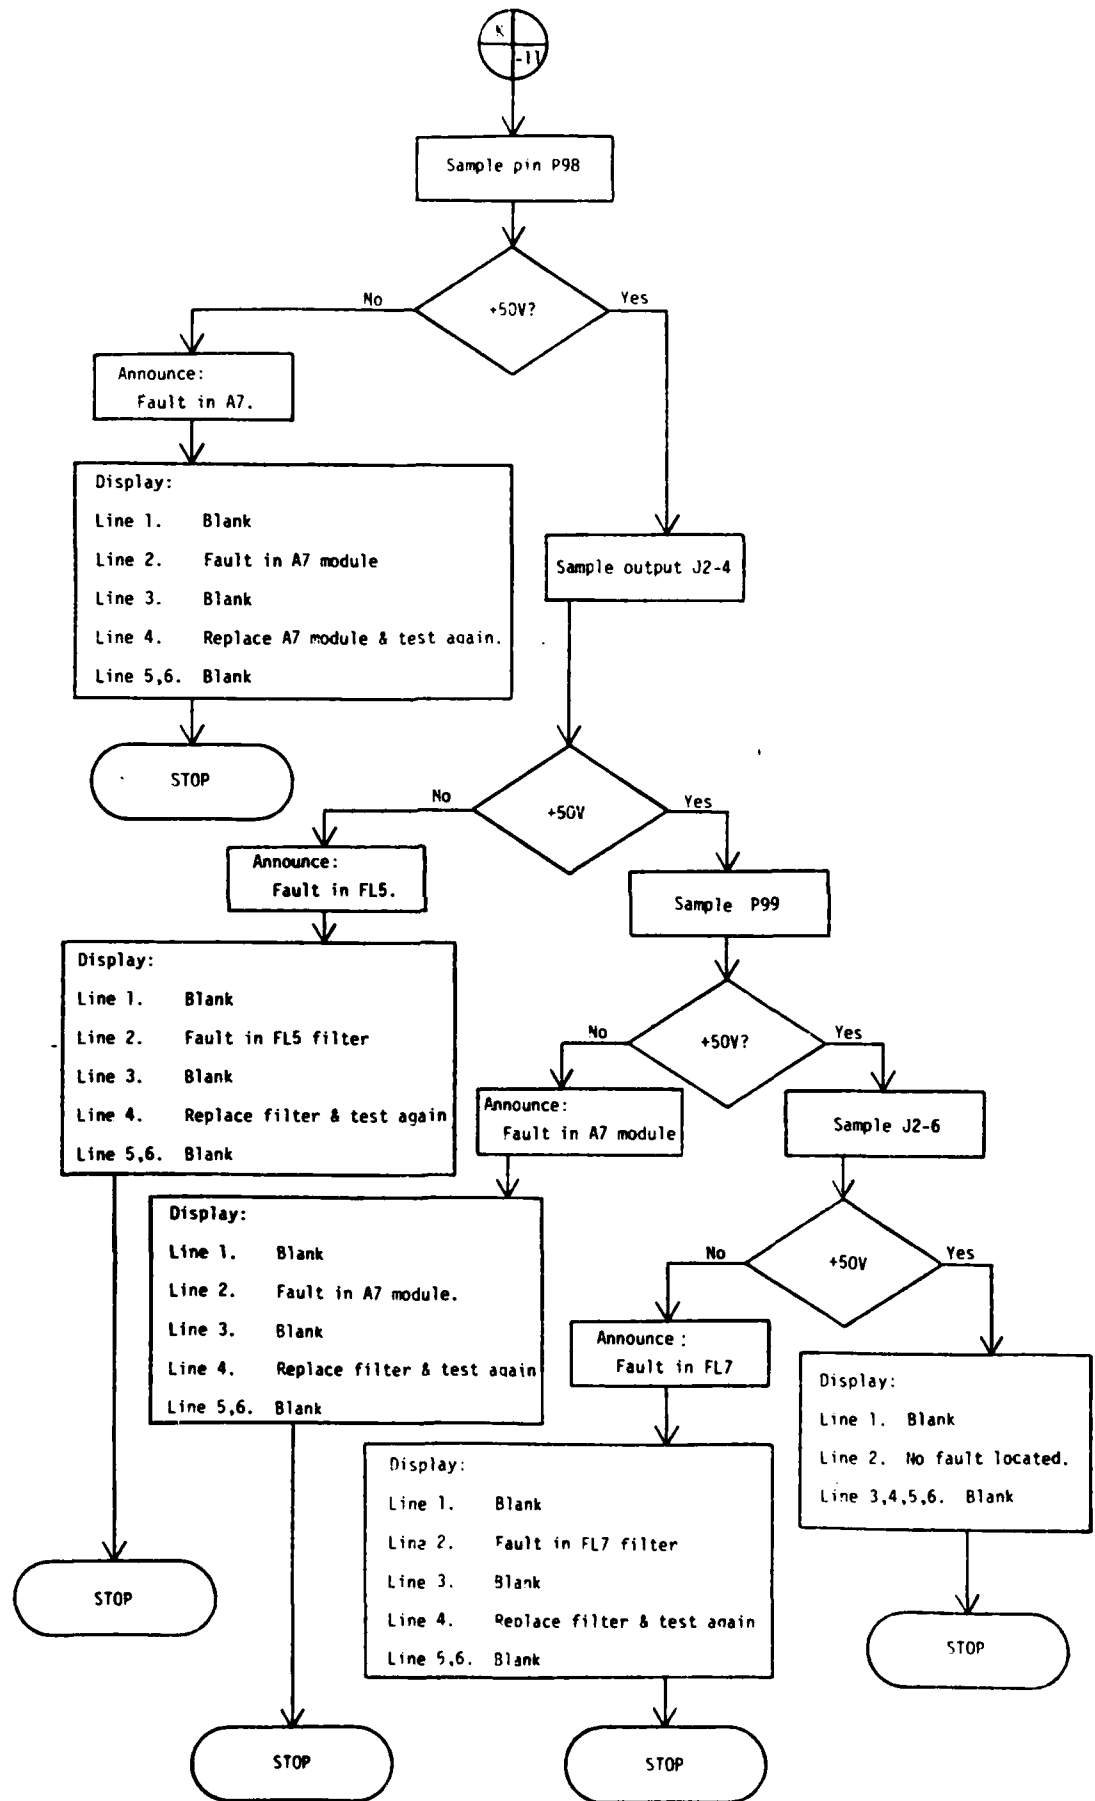 K
-11
Sample pin P98
+50V?
No
Yes
Announce:
Fault in A7.
Display:
Line 1. Blank
Line 2. Fault in A7 module
Line 3. Blank
Line 4. Replace A7 module & test again.
Line 5,6. Blank
STOP
Sample output J2-4
+50V
No
Yes
Announce:
Fault in FL5.
Display:
Line 1. Blank
Line 2. Fault in FL5 filter
Line 3. Blank
Line 4. Replace filter & test again
Line 5,6. Blank
STOP
Sample P99
+50V?
No
Yes
Announce:
Fault in A7 module
Display:
Line 1. Blank
Line 2. Fault in A7 module.
Line 3. Blank
Line 4. Replace filter & test again
Line 5,6. Blank
STOP
Sample J2-6
+50V
No
Yes
Announce:
Fault in FL7
Display:
Line 1. Blank
Line 2. Fault in FL7 filter
Line 3. Blank
Line 4. Replace filter & test again
Line 5,6. Blank
STOP
Display:
Line 1. Blank
Line 2. No fault located.
Line 3,4,5,6. Blank
STOP